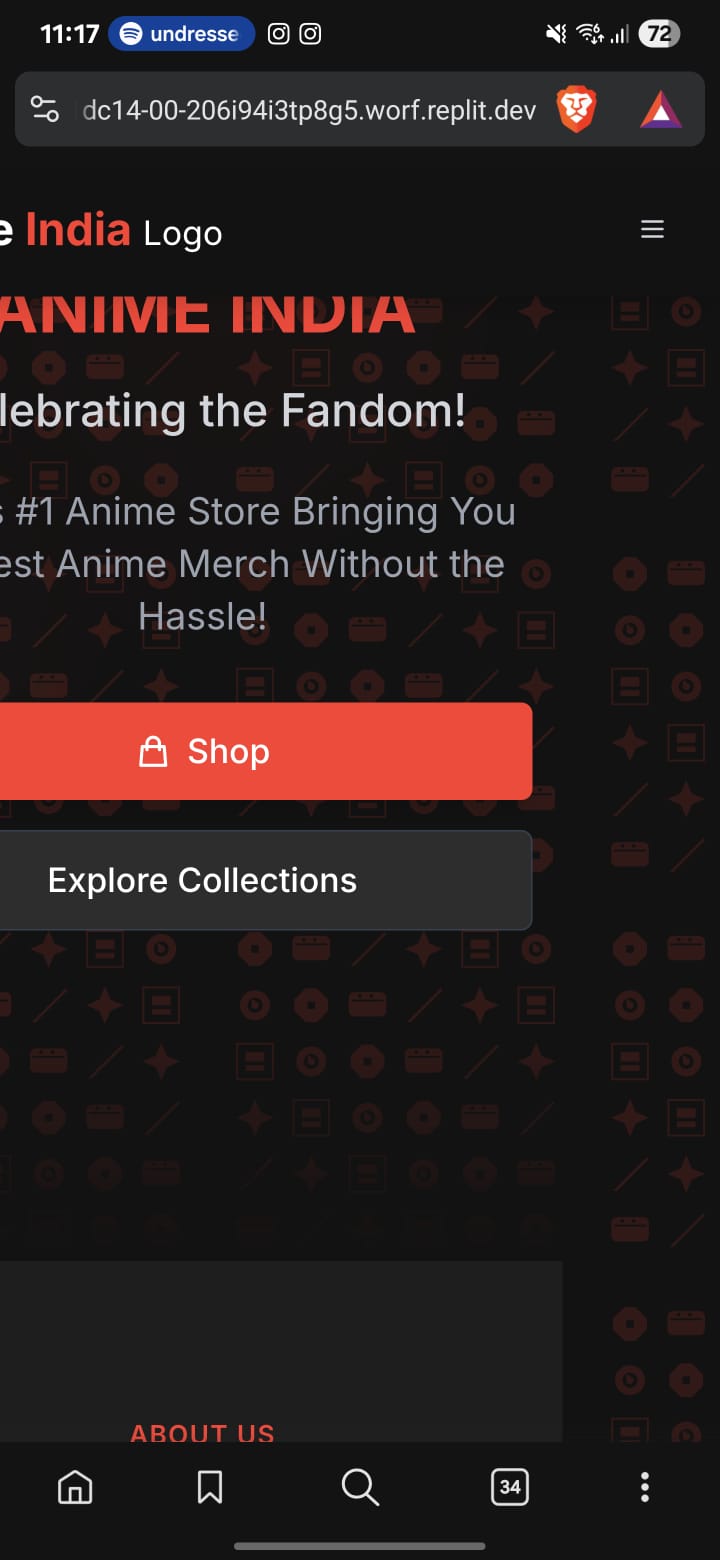 11:17 undresse 72
dc14-00-206i94i3tp8g5.worf.replit.dev
e India Logo
ANIME INDIA
lebrating the Fandom!
s #1 Anime Store Bringing You
est Anime Merch Without the
Hassle!
Shop
Explore Collections
ABOUT US
34